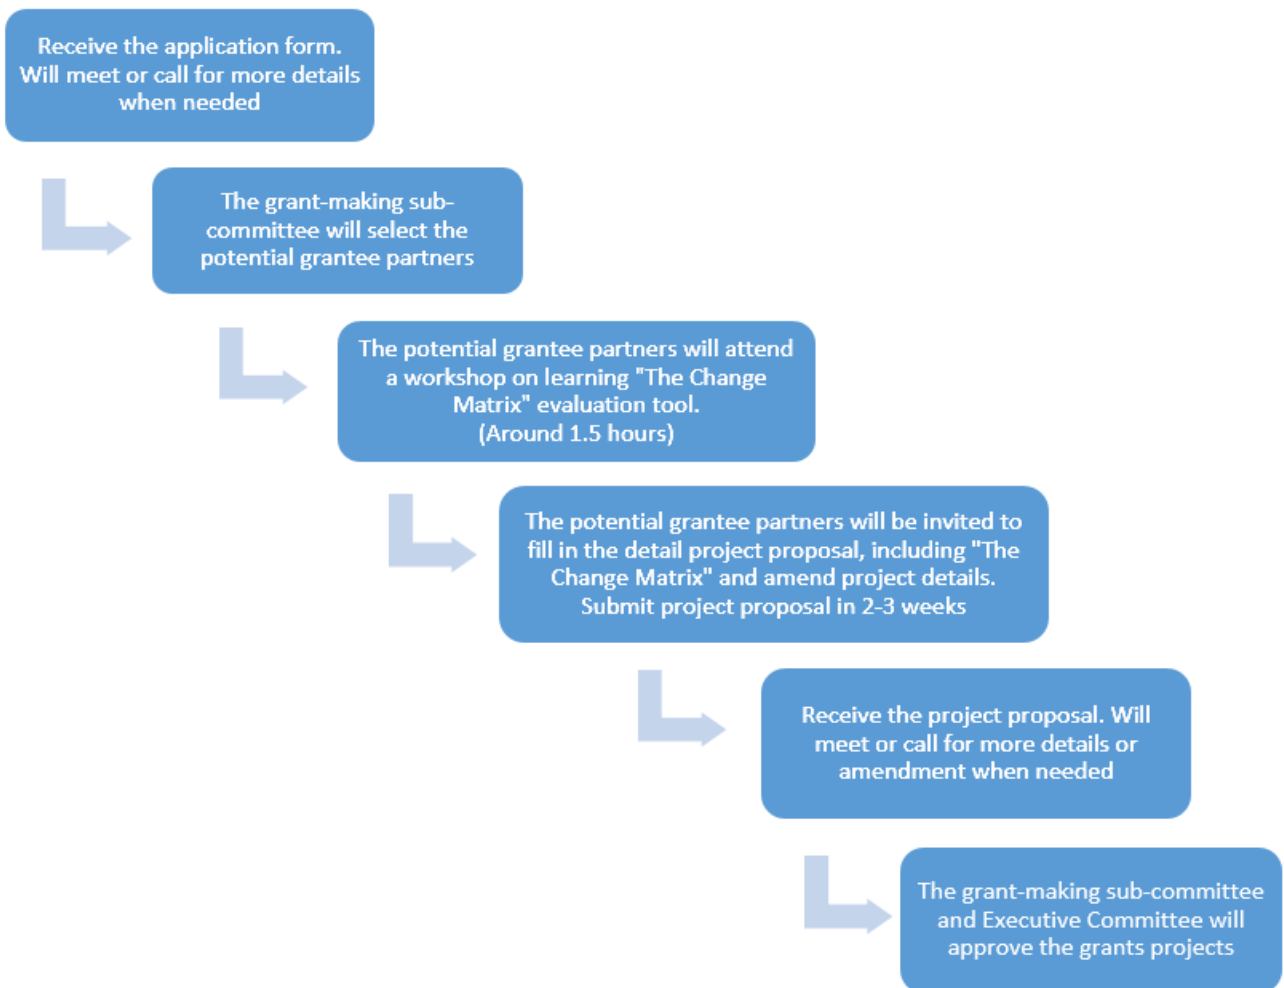 Receive the application form.
Will meet or call for more details
when needed
The grant-making sub-
committee will select the
potential grantee partners
The potential grantee partners will attend
a workshop on learning "The Change
Matrix" evaluation tool.
(Around 1.5 hours)
The potential grantee partners will be invited to
fill in the detail project proposal, including "The
Change Matrix" and amend project details.
Submit project proposal in 2-3 weeks
Receive the project proposal. Will
meet or call for more details or
amendment when needed
The grant-making sub-committee
and Executive Committee will
approve the grants projects